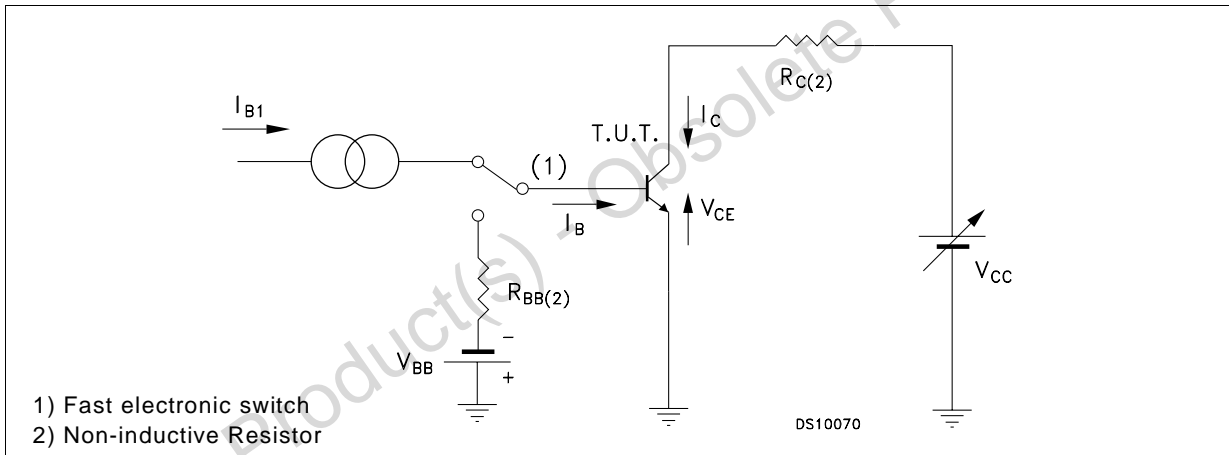 I_B1
(1)
I_B
T.U.T.
I_C
V_CE
R_C(2)
V_CC
R_BB(2)
V_BB
-
+
1) Fast electronic switch
2) Non-inductive Resistor
DS10070
Product(s) - Obsolete